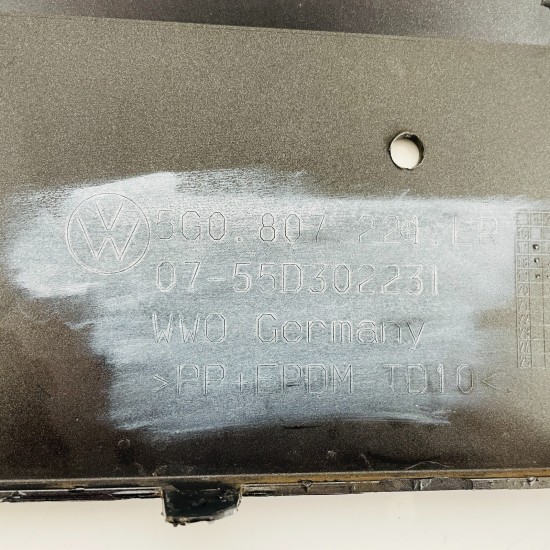 5G0.807.221.LR
07-55D302231
WWO Germany
>PP+EPDM TD10<